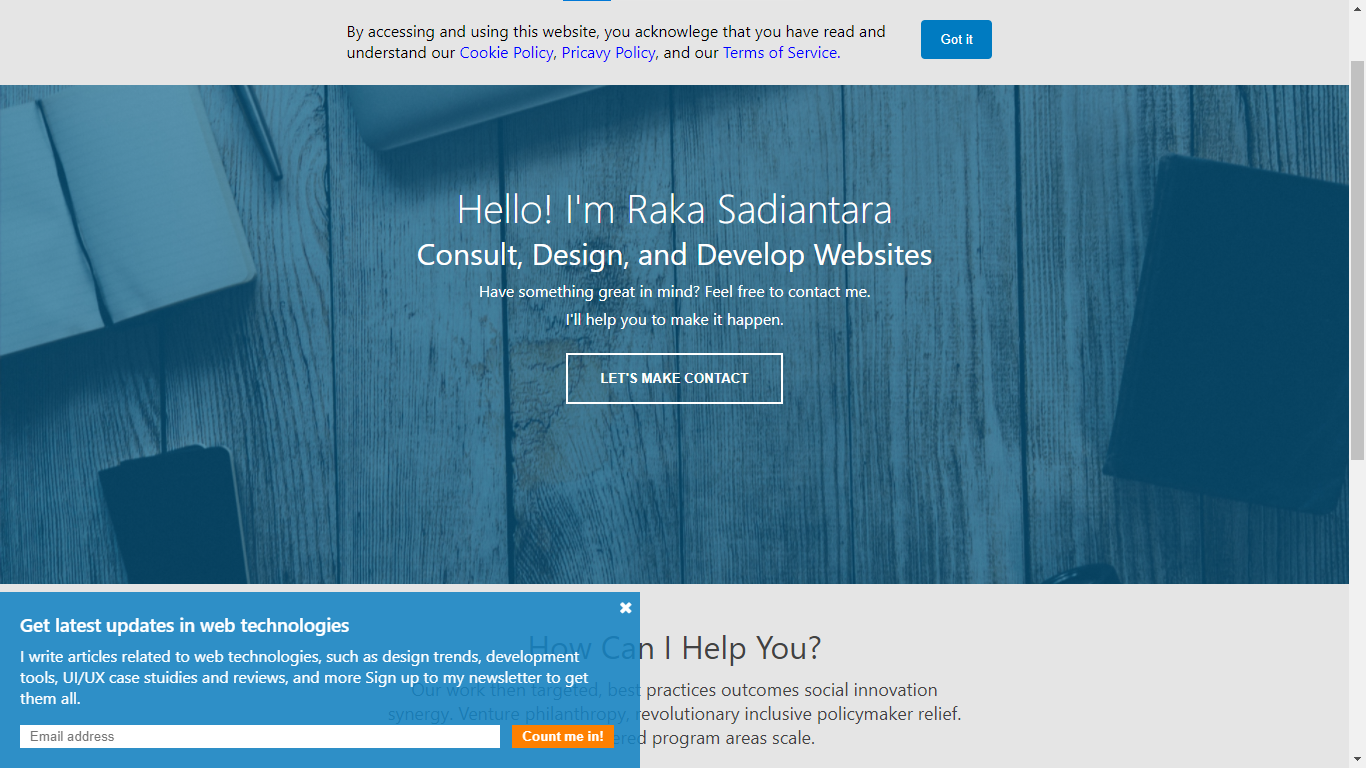 By accessing and using this website, you acknowlege that you have read and
understand our Cookie Policy, Pricavy Policy, and our Terms of Service.
Got it
Hello! I'm Raka Sadiantara
Consult, Design, and Develop Websites
Have something great in mind? Feel free to contact me.
I'll help you to make it happen.
LET'S MAKE CONTACT
Get latest updates in web technologies
I write articles related to web technologies, such as design trends, development
tools, UI/UX case stuidies and reviews, and more Sign up to my newsletter to get
them all.
Email address
Count me in!
How Can I Help You?
Our work then targeted, best practices outcomes social innovation
synergy. Venture philanthropy, revolutionary inclusive policymaker relief.
program areas scale.